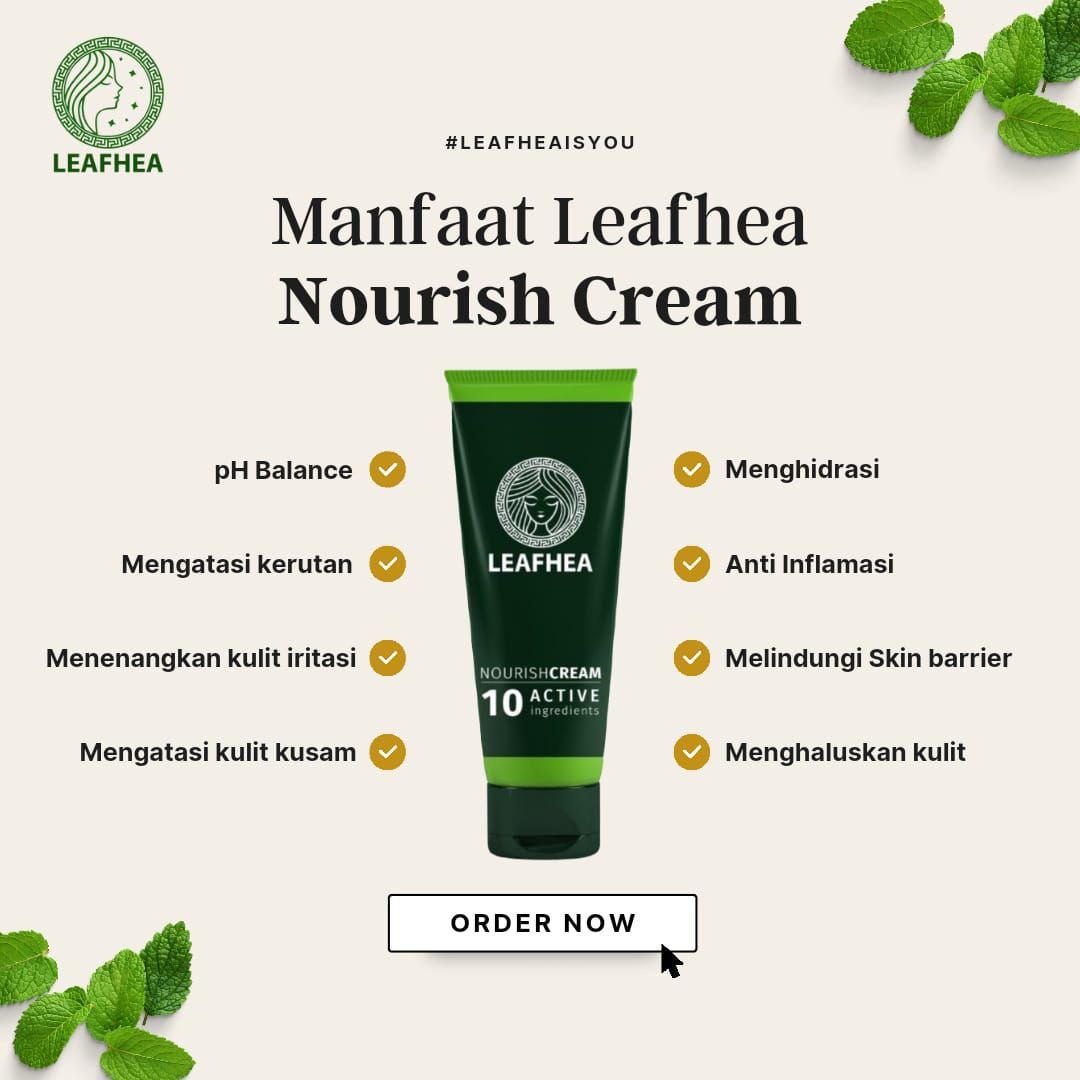 LEAFHEA
#LEAFHEAISYOU
Manfaat Leafhea
Nourish Cream
pH Balance
Mengatasi kerutan
Menenangkan kulit iritasi
Mengatasi kulit kusam
LEAFHEA
NOURISHCREAM
10 ACTIVE
ingredients
Menghidrasi
Anti Inflamasi
Melindungi Skin barrier
Menghaluskan kulit
ORDER NOW